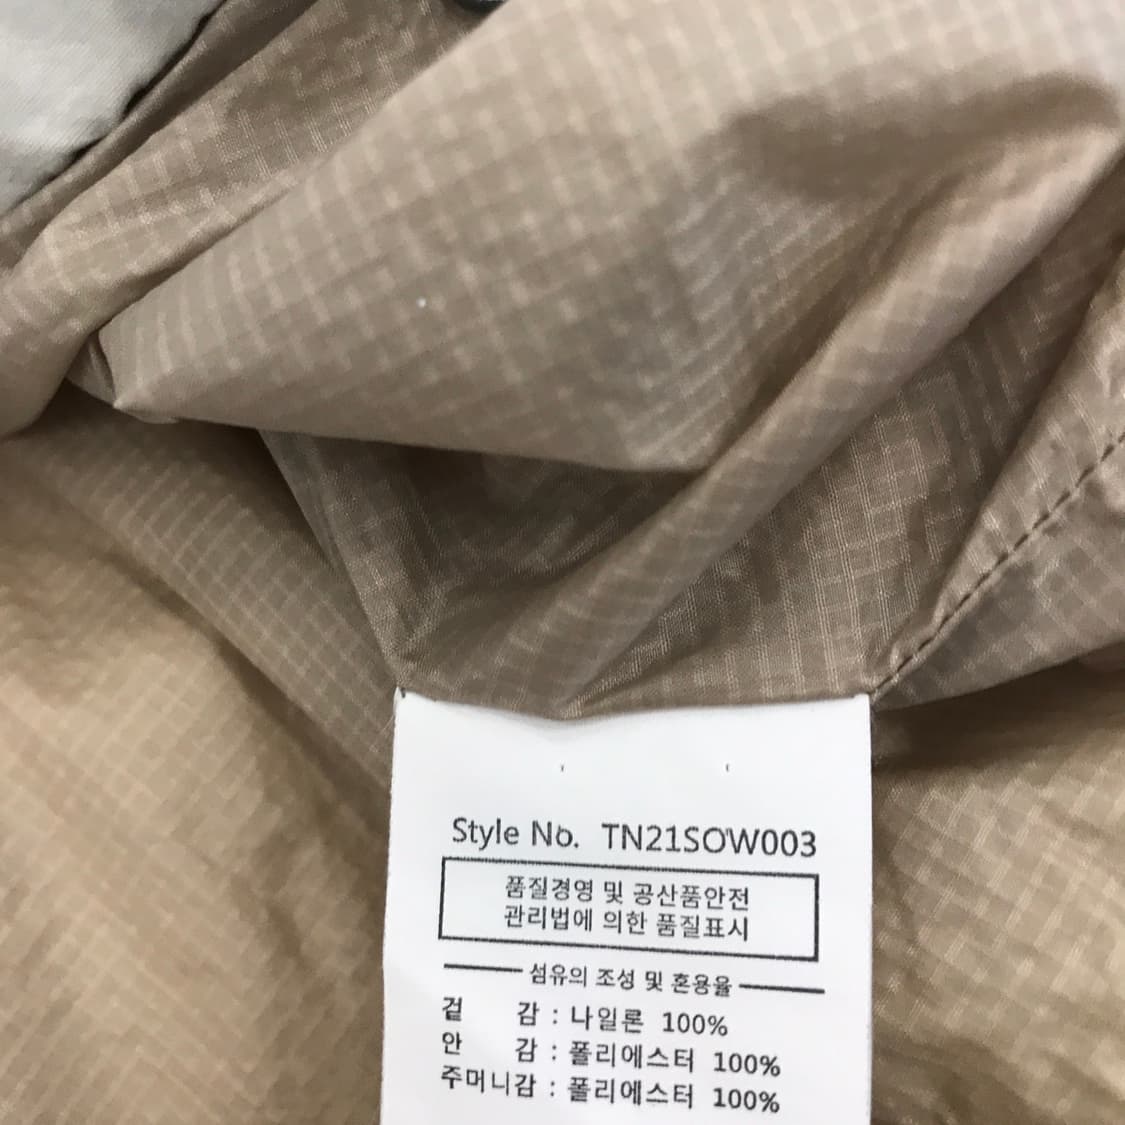 Style No. TN21SOW003
품질경영 및 공산품안전
관리법에 의한 품질표시
섬유의 조성 및 혼용율
겉 감 : 나일론 100%
안 감 : 폴리에스터 100%
주머니감 : 폴리에스터 100%